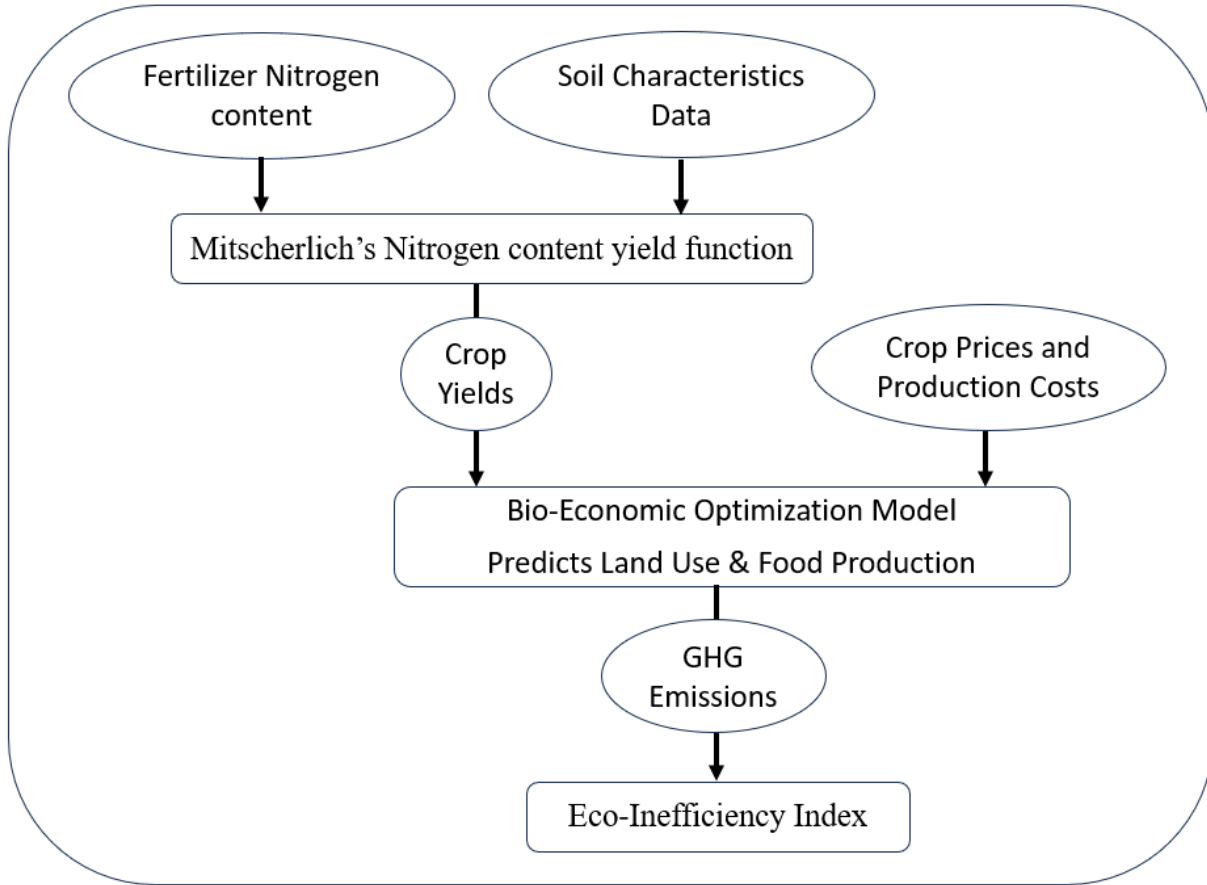 Fertilizer Nitrogen
content
Soil Characteristics
Data
Mitscherlich’s Nitrogen content yield function
Crop
Yields
Crop Prices and
Production Costs
Bio-Economic Optimization Model
Predicts Land Use & Food Production
GHG
Emissions
Eco-Inefficiency Index